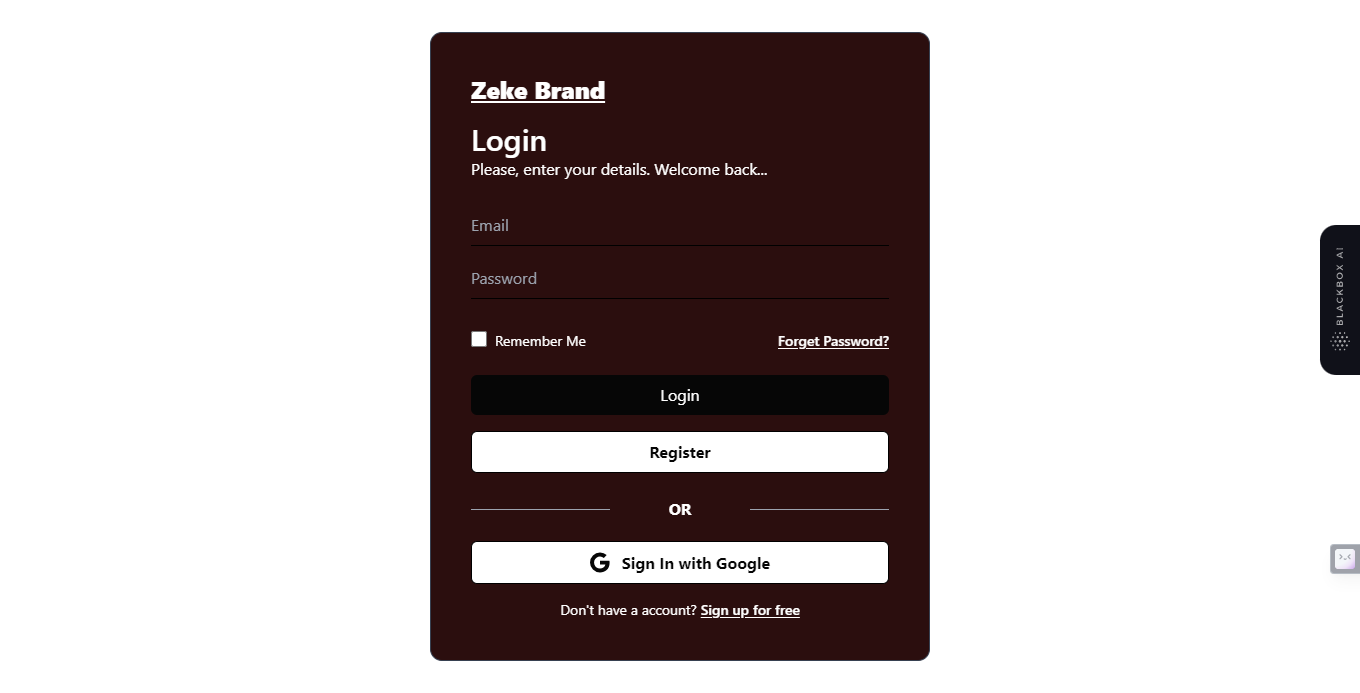 Zeke Brand
Login
Please, enter your details. Welcome back...
Email
Password
Remember Me
Forget Password?
Login
Register
OR
Sign In with Google
Don't have a account? Sign up for free
BLACKBOX AI